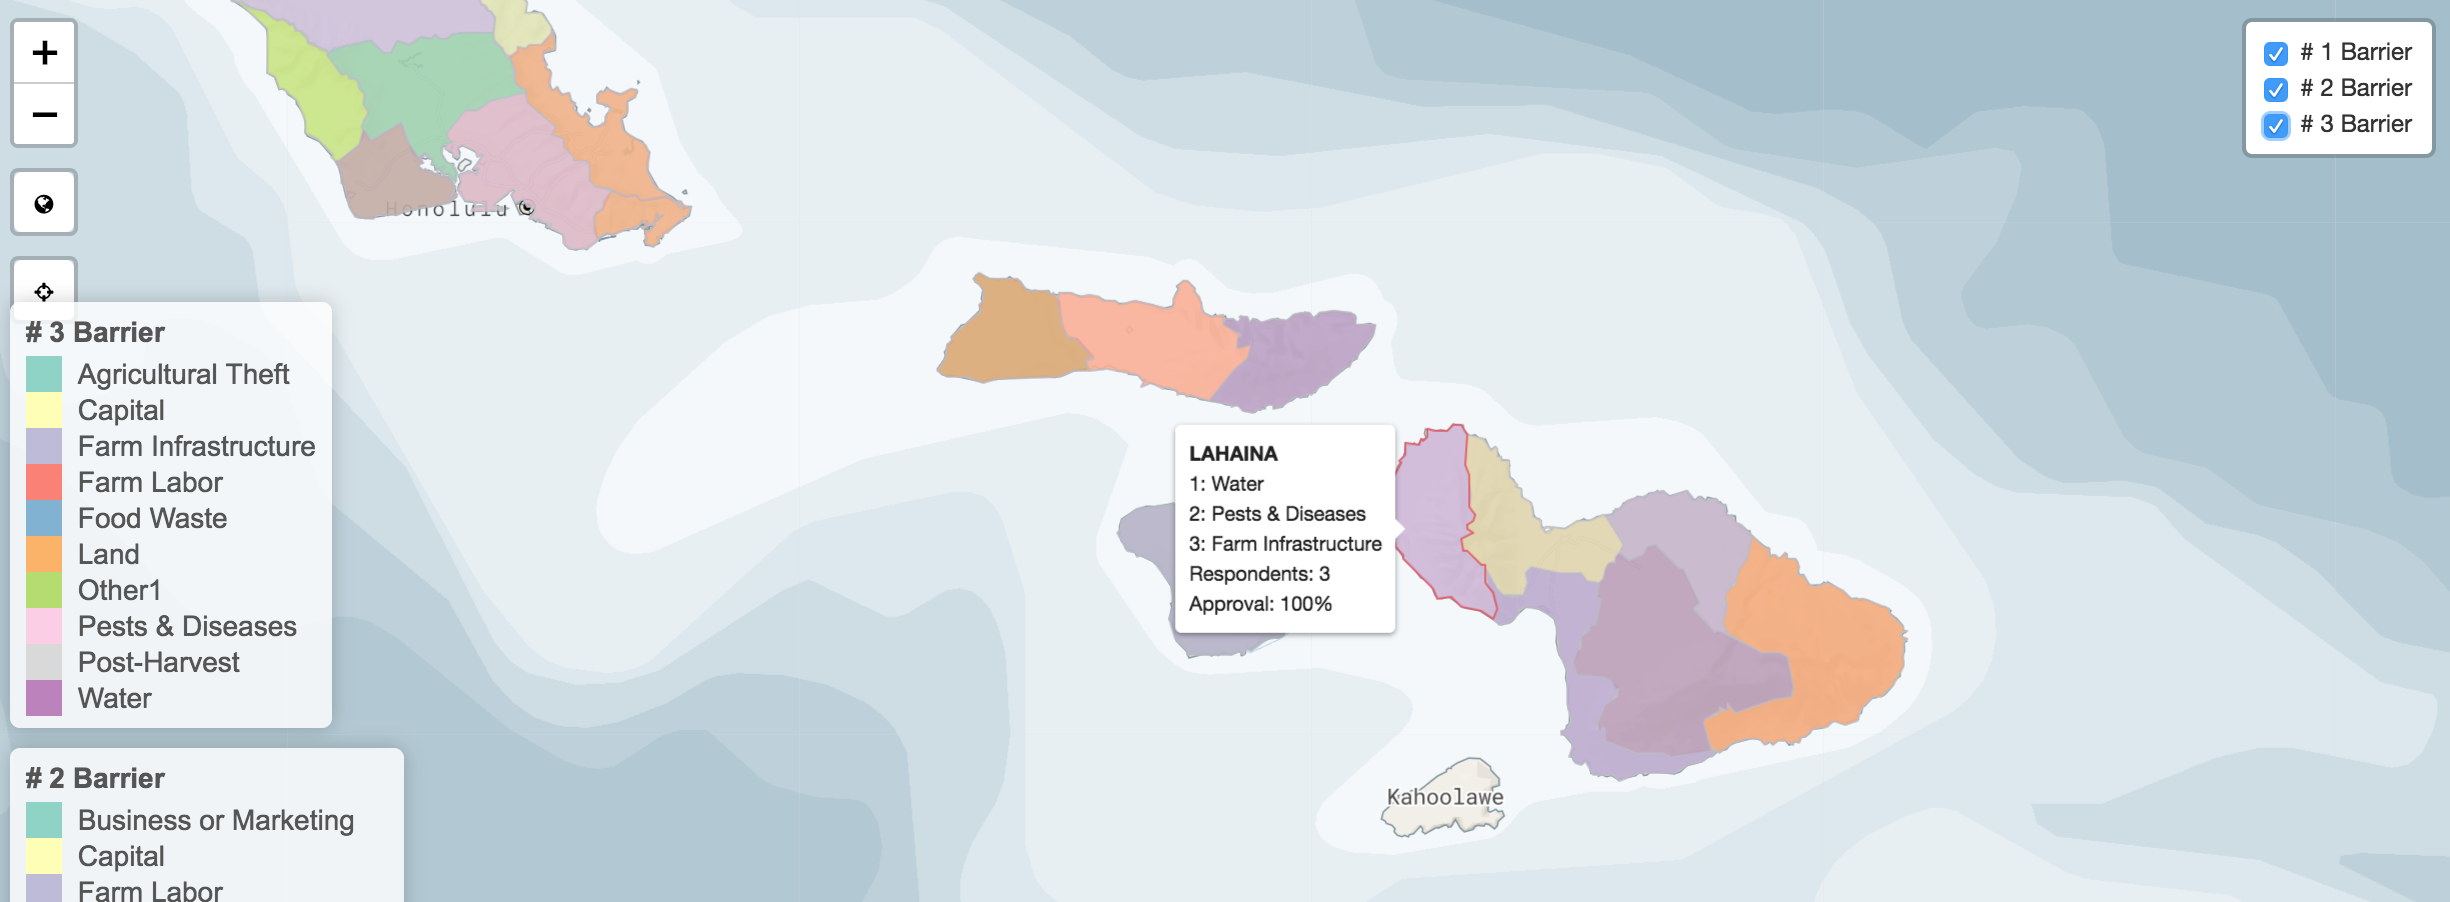 +
−
# 1 Barrier
# 2 Barrier
# 3 Barrier
Honolulu
# 3 Barrier
Agricultural Theft
Capital
Farm Infrastructure
Farm Labor
Food Waste
Land
Other1
Pests & Diseases
Post-Harvest
Water
LAHAINA
1: Water
2: Pests & Diseases
3: Farm Infrastructure
Respondents: 3
Approval: 100%
Kahoolawe
# 2 Barrier
Business or Marketing
Capital
Farm Labor